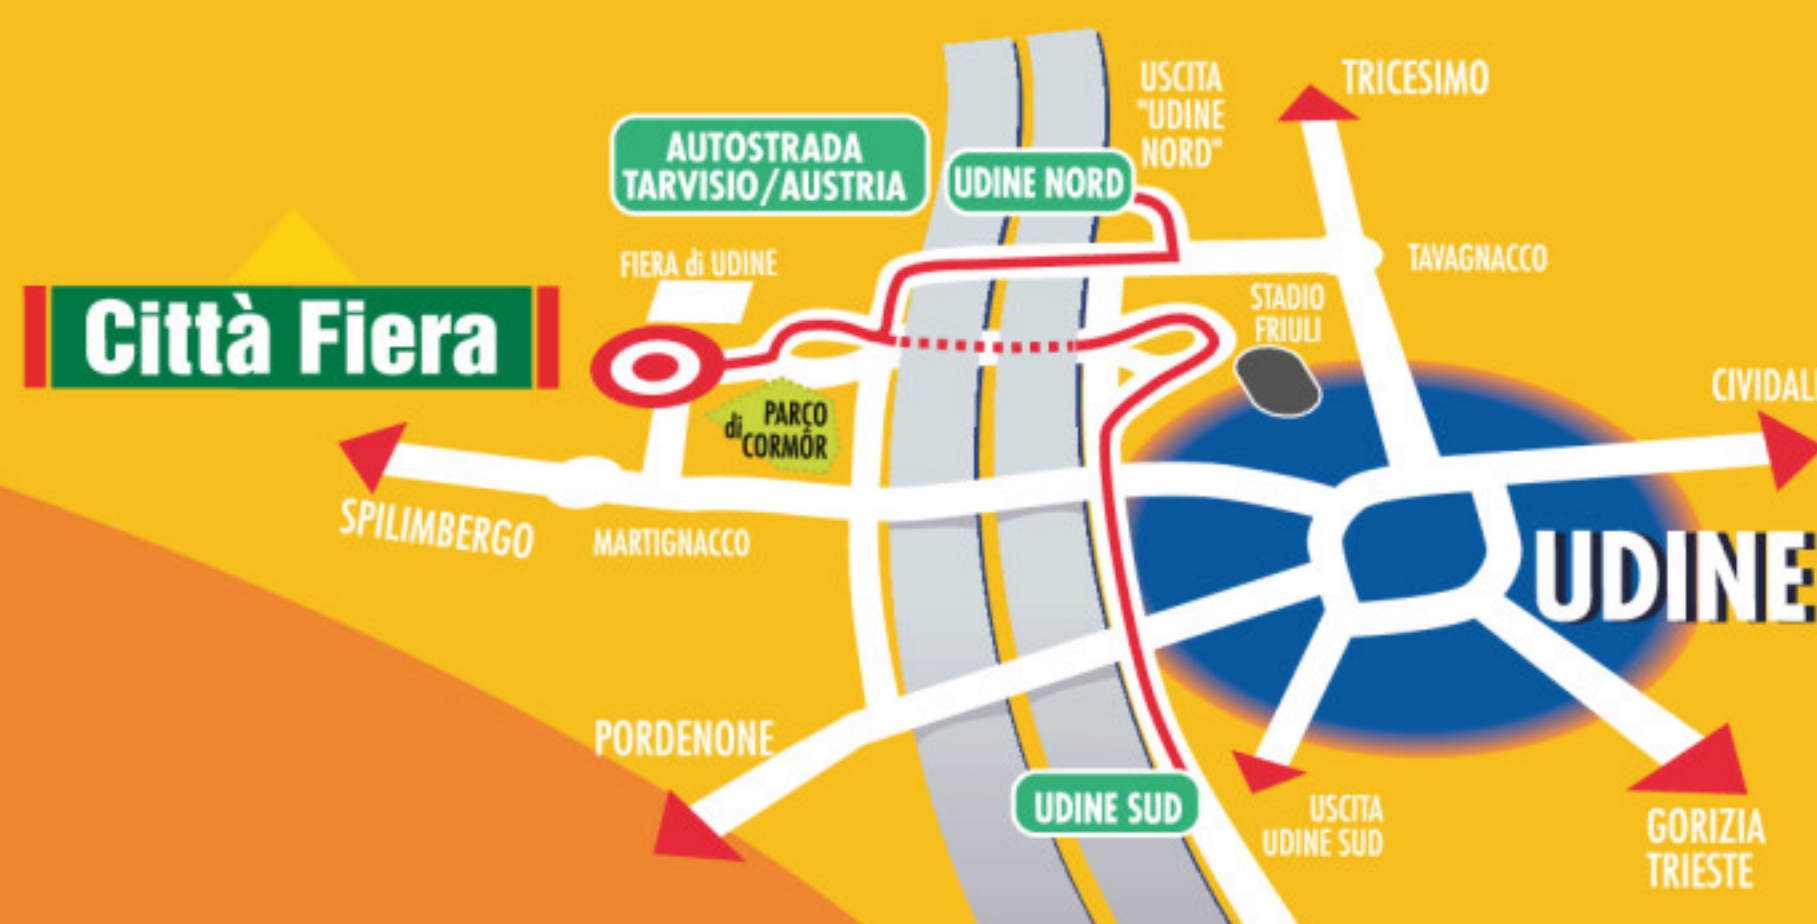 USCITA
"UDINE
NORD"
TRICESIMO
AUTOSTRADA
TARVISIO/AUSTRIA
UDINE NORD
FIERA di UDINE
TAVAGNACCO
STADIO
FRIULI
Città Fiera
CIVIDAL
PARCO
di CORMÔR
SPILIMBERGO
MARTIGNACCO
UDINE
PORDENONE
UDINE SUD
USCITA
UDINE SUD
GORIZIA
TRIESTE